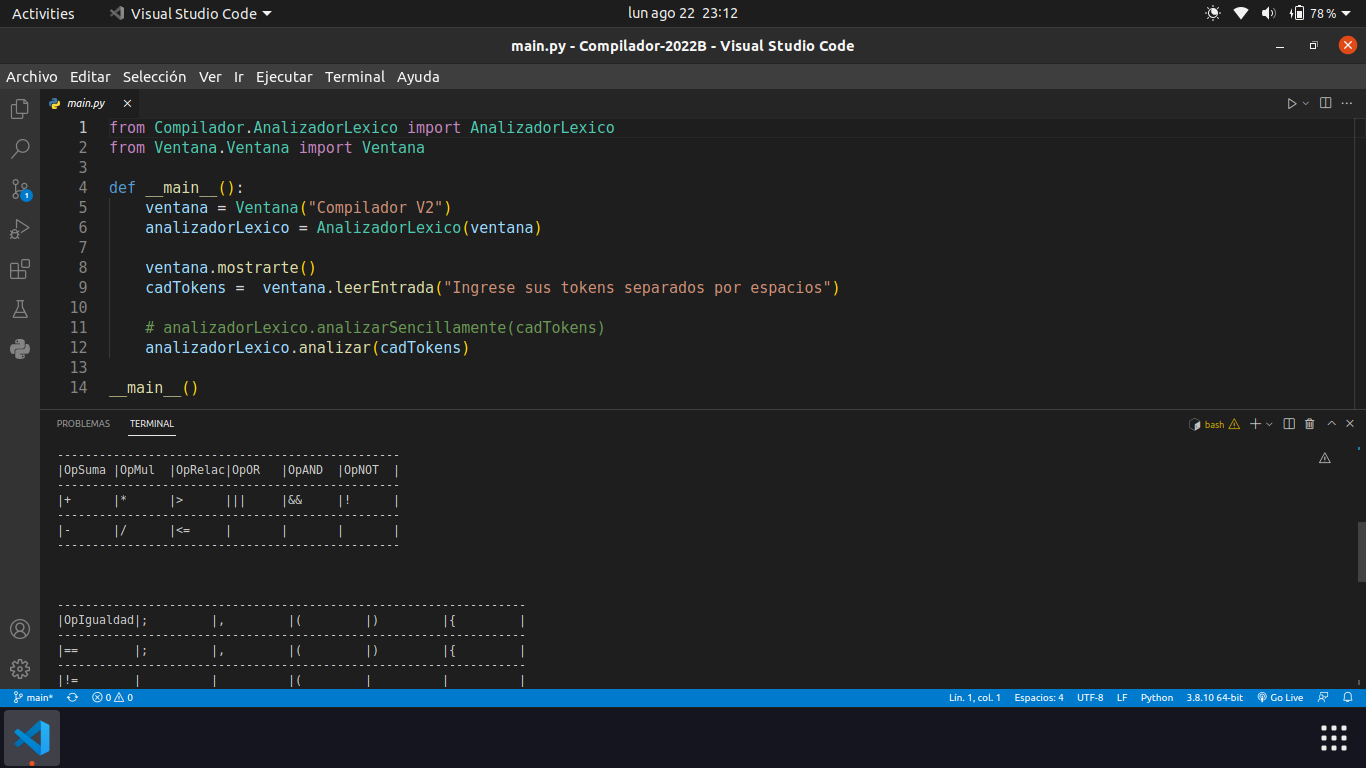 Activities Visual Studio Code lun ago 22 23:12 78 %
main.py - Compilador-2022B - Visual Studio Code
Archivo Editar Selección Ver Ir Ejecutar Terminal Ayuda
main.py
1 from Compilador.AnalizadorLexico import AnalizadorLexico
2 from Ventana.Ventana import Ventana
3
4 def __main__():
5     ventana = Ventana("Compilador V2")
6     analizadorLexico = AnalizadorLexico(ventana)
7
8     ventana.mostrarte()
9     cadTokens =  ventana.leerEntrada("Ingrese sus tokens separados por espacios")
10
11     # analizadorLexico.analizarSencillamente(cadTokens)
12     analizadorLexico.analizar(cadTokens)
13
14 __main__()
1
PROBLEMAS TERMINAL bash
-------------------------------------------------
|OpSuma |OpMul  |OpRelac|OpOR   |OpAND  |OpNOT  |
-------------------------------------------------
|+      |*      |>      |||     |&&     |!      |
-------------------------------------------------
|-      |/      |<=     |       |       |       |
-------------------------------------------------
-------------------------------------------------------------------
|OpIgualdad|;         |,         |(         |)         |{         |
-------------------------------------------------------------------
|==        |;         |,         |(         |)         |{         |
-------------------------------------------------------------------
|!=        |          |          |(         |          |          |
main* 0 0 Lín. 1, col. 1 Espacios: 4 UTF-8 LF Python 3.8.10 64-bit Go Live